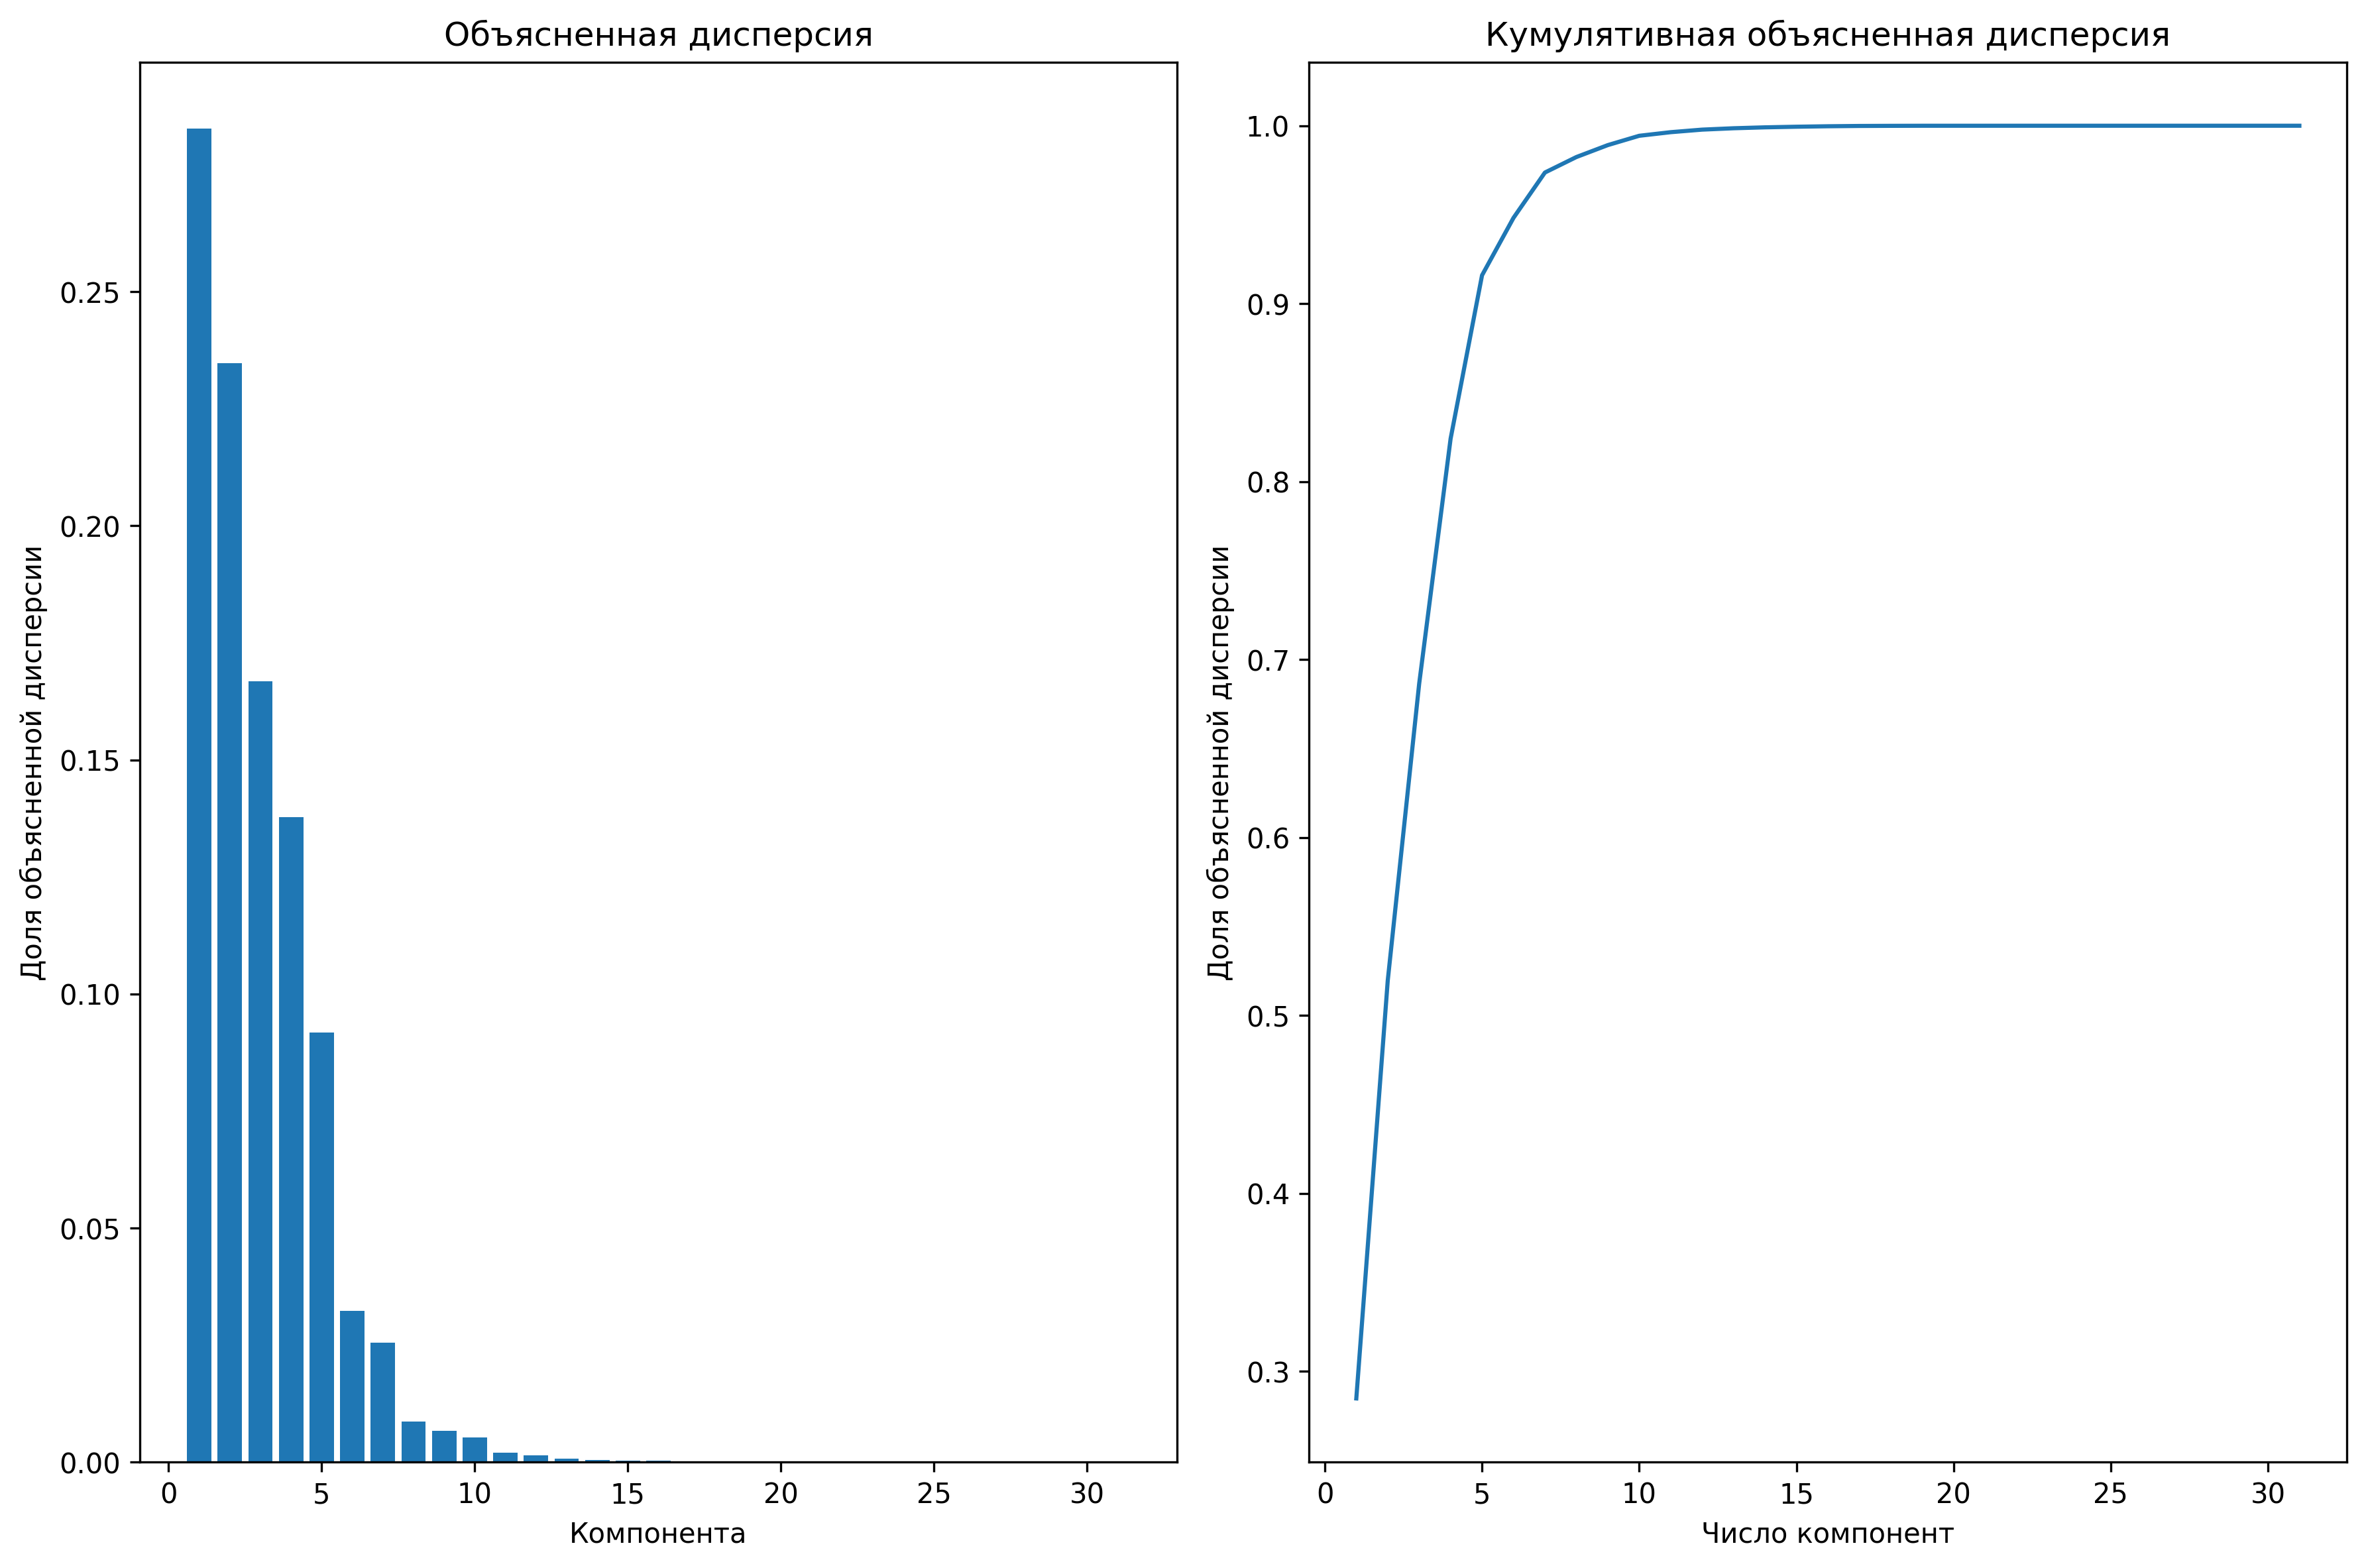 Объясненная дисперсия
Доля объясненной дисперсии
0.25
0.20
0.15
0.10
0.05
0.00
0 5 10 15 20 25 30
Компонента
Кумулятивная объясненная дисперсия
Доля объясненной дисперсии
1.0
0.9
0.8
0.7
0.6
0.5
0.4
0.3
0 5 10 15 20 25 30
Число компонент